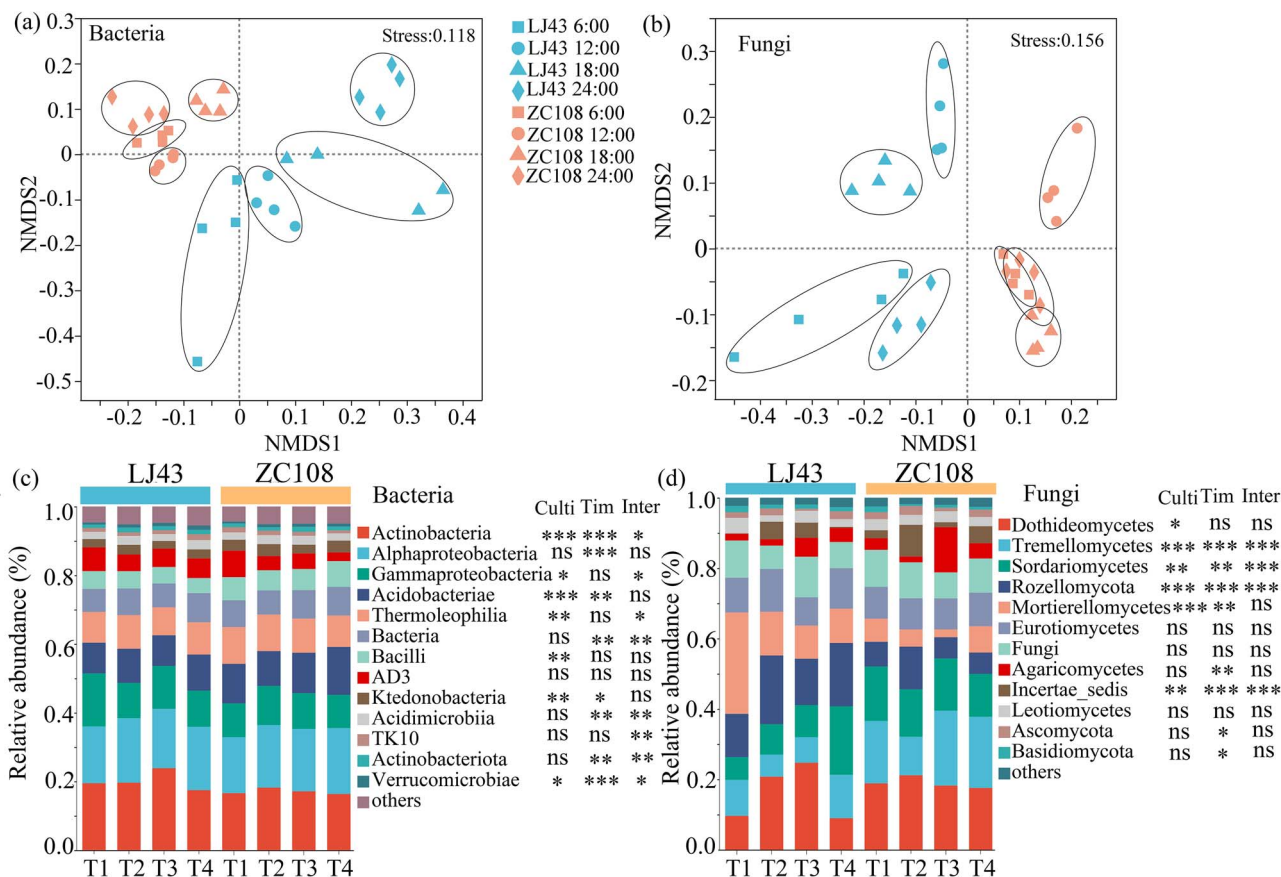 (a)
Bacteria
Stress:0.118
0.3
0.2
0.1
0
-0.1
-0.2
-0.3
-0.4
-0.5
NMDS2
-0.2 -0.1 0 0.1 0.2 0.3 0.4
NMDS1
LJ43 6:00
LJ43 12:00
LJ43 18:00
LJ43 24:00
ZC108 6:00
ZC108 12:00
ZC108 18:00
ZC108 24:00
(b)
Fungi
Stress:0.156
0.3
0.2
0.1
0
-0.1
-0.2
NMDS2
-0.4 -0.3 -0.2 -0.1 0 0.1 0.2
NMDS1
(c)
LJ43 ZC108
Relative abundance (%)
1.0
0.8
0.6
0.4
0.2
0.0
T1 T2 T3 T4 T1 T2 T3 T4
Bacteria Culti Tim Inter
Actinobacteria *** *** *
Alphaproteobacteria ns *** ns
Gammaproteobacteria * ns *
Acidobacteriae *** ** ns
Thermoleophilia ** ns *
Bacteria ns ** **
Bacilli ** ns ns
AD3 ns ns ns
Ktedonobacteria ** * ns
Acidimicrobiia ns ** **
TK10 ns ns **
Actinobacteriota ns ** **
Verrucomicrobiae * *** *
others
(d)
LJ43 ZC108
Relative abundance (%)
1.0
0.8
0.6
0.4
0.2
0.0
T1 T2 T3 T4 T1 T2 T3 T4
Fungi Culti Tim Inter
Dothideomycetes * ns ns
Tremellomycetes *** *** ***
Sordariomycetes ** ** ***
Rozellomycota *** *** ***
Mortierellomycetes *** ** ns
Eurotiomycetes ns ns ns
Fungi ns ns ns
Agaricomycetes ns ** ns
Incertae_sedis ** *** ***
Leotiomycetes ns ns ns
Ascomycota ns * ns
Basidiomycota ns * ns
others